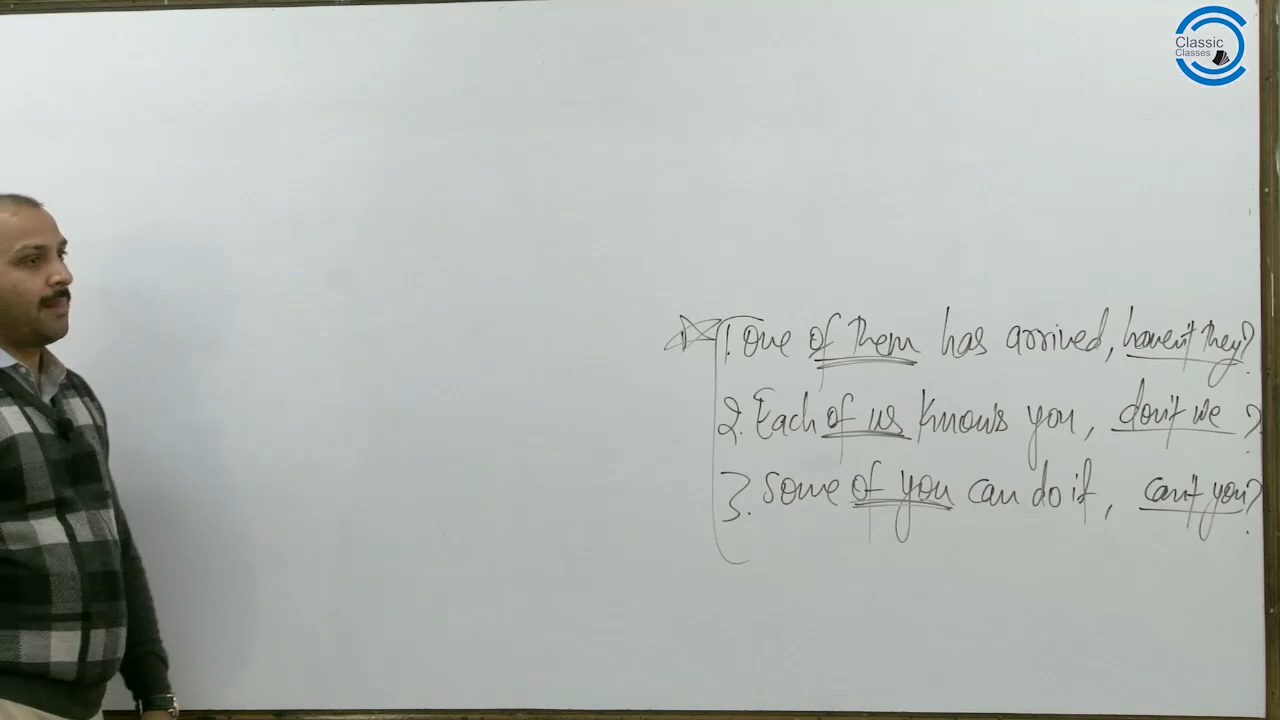 Classic
Classes
1. One of them has arrived, haven't they?
2. Each of us knows you, don't we?
3. Some of you can do it, can't you?